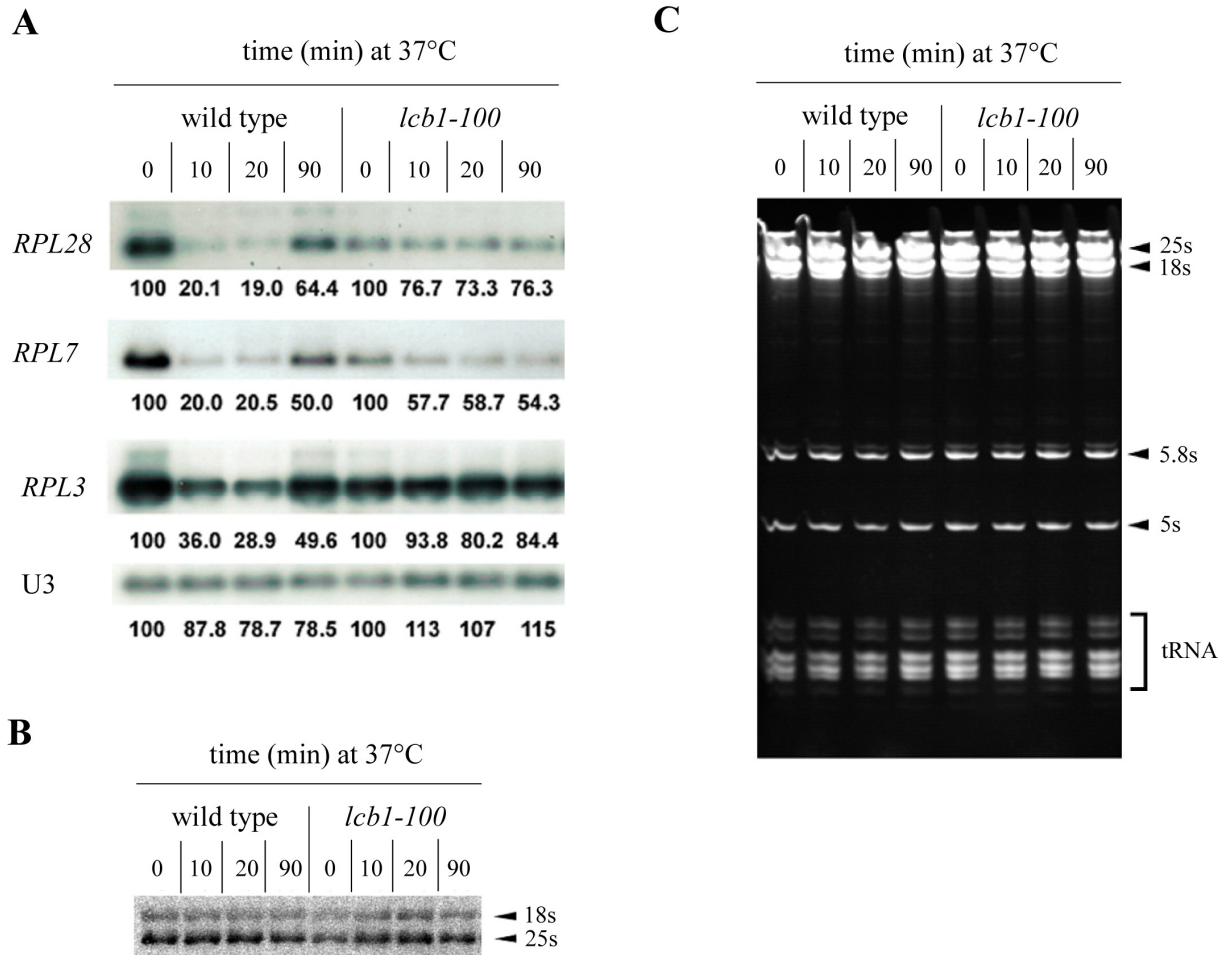 A
time (min) at 37°C
wild type lcb1-100
0 10 20 90 0 10 20 90
RPL28
100 20.1 19.0 64.4 100 76.7 73.3 76.3
RPL7
100 20.0 20.5 50.0 100 57.7 58.7 54.3
RPL3
100 36.0 28.9 49.6 100 93.8 80.2 84.4
U3
100 87.8 78.7 78.5 100 113 107 115
B
time (min) at 37°C
wild type lcb1-100
0 10 20 90 0 10 20 90
18s
25s
C
time (min) at 37°C
wild type lcb1-100
0 10 20 90 0 10 20 90
25s
18s
5.8s
5s
tRNA